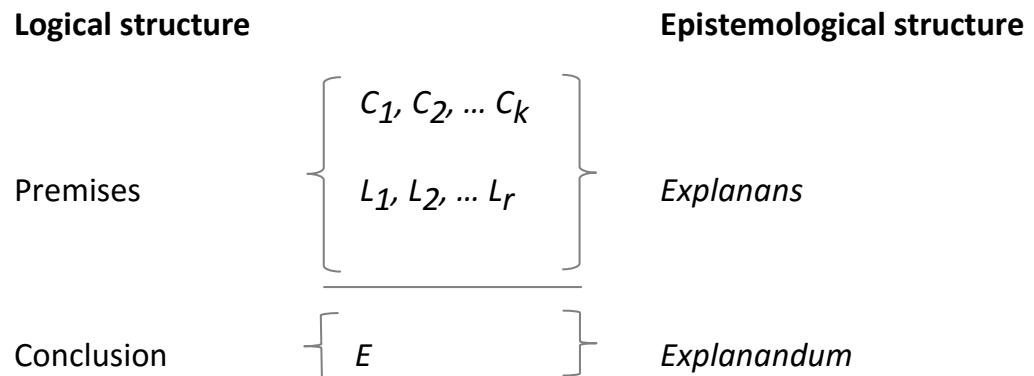 Logical structure Epistemological structure
C1, C2, ... Ck
Premises L1, L2, ... Lr Explanans
Conclusion E Explanandum